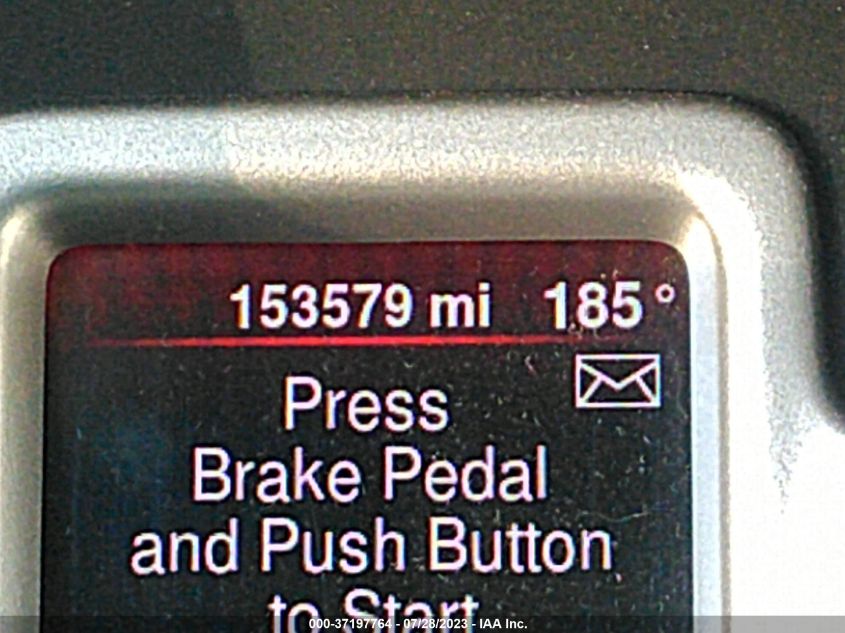 153579 mi 185°
Press
Brake Pedal
and Push Button
to Start
000-37197764 - 07/28/2023 - IAA Inc.